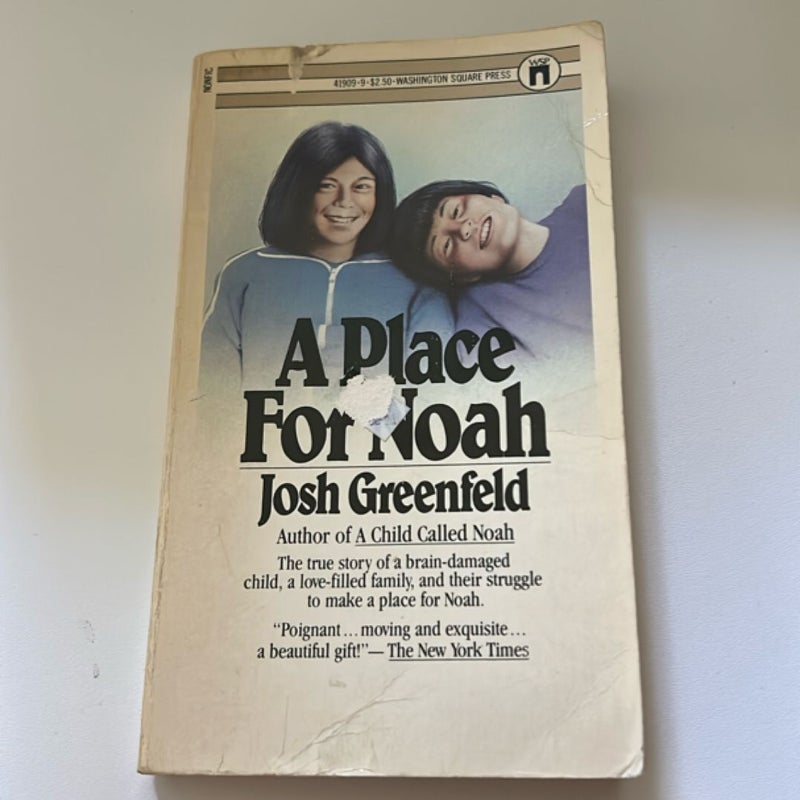 NONFIC
41909-9·$2.50·WASHINGTON SQUARE PRESS
WSP
A Place
For Noah
Josh Greenfeld
Author of A Child Called Noah
The true story of a brain-damaged
child, a love-filled family, and their struggle
to make a place for Noah.
“Poignant...moving and exquisite...
a beautiful gift!”—The New York Times